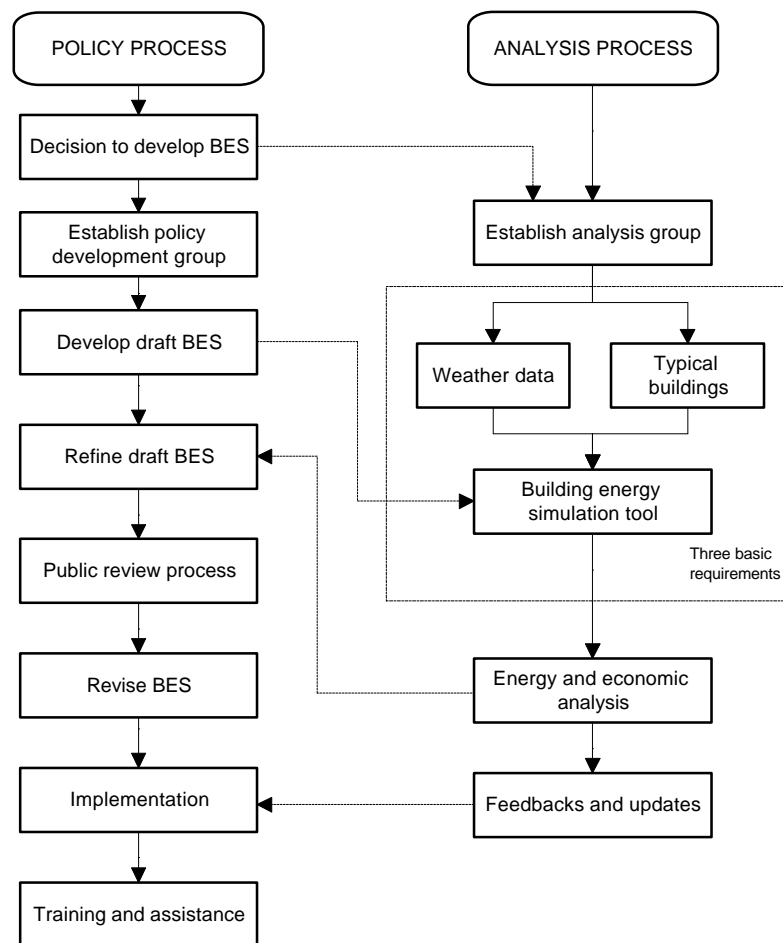 POLICY PROCESS
Decision to develop BES
Establish policy
development group
Develop draft BES
Refine draft BES
Public review process
Revise BES
Implementation
Training and assistance
ANALYSIS PROCESS
Establish analysis group
Weather data
Typical
buildings
Building energy
simulation tool
Three basic
requirements
Energy and economic
analysis
Feedbacks and updates